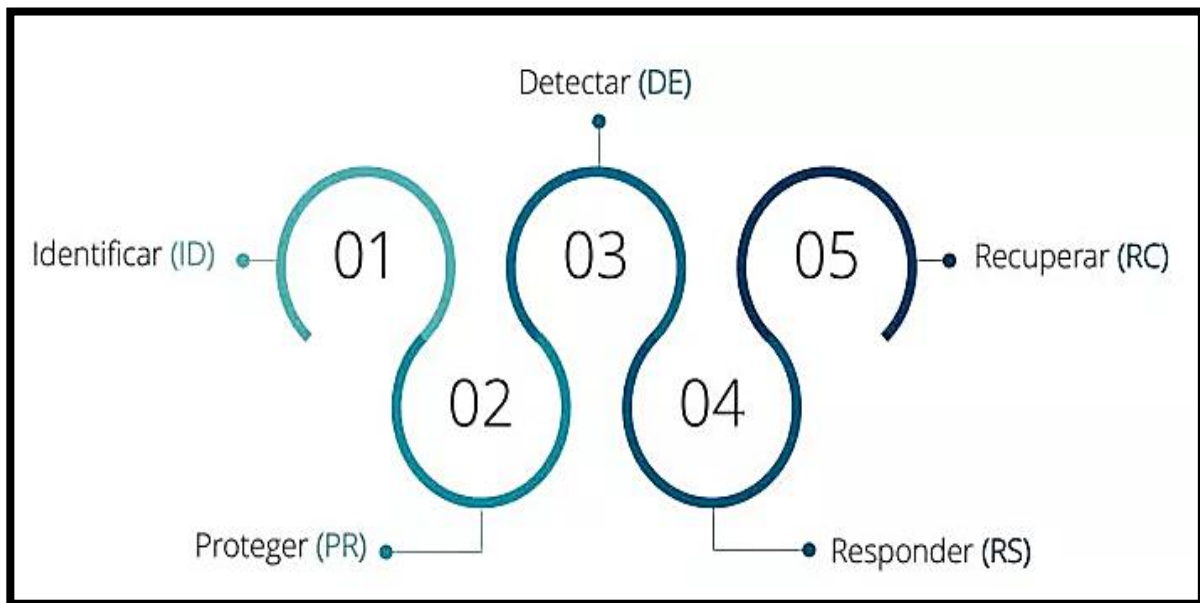 Detectar (DE)
Identificar (ID)
01
03
05
Recuperar (RC)
02
04
Proteger (PR)
Responder (RS)